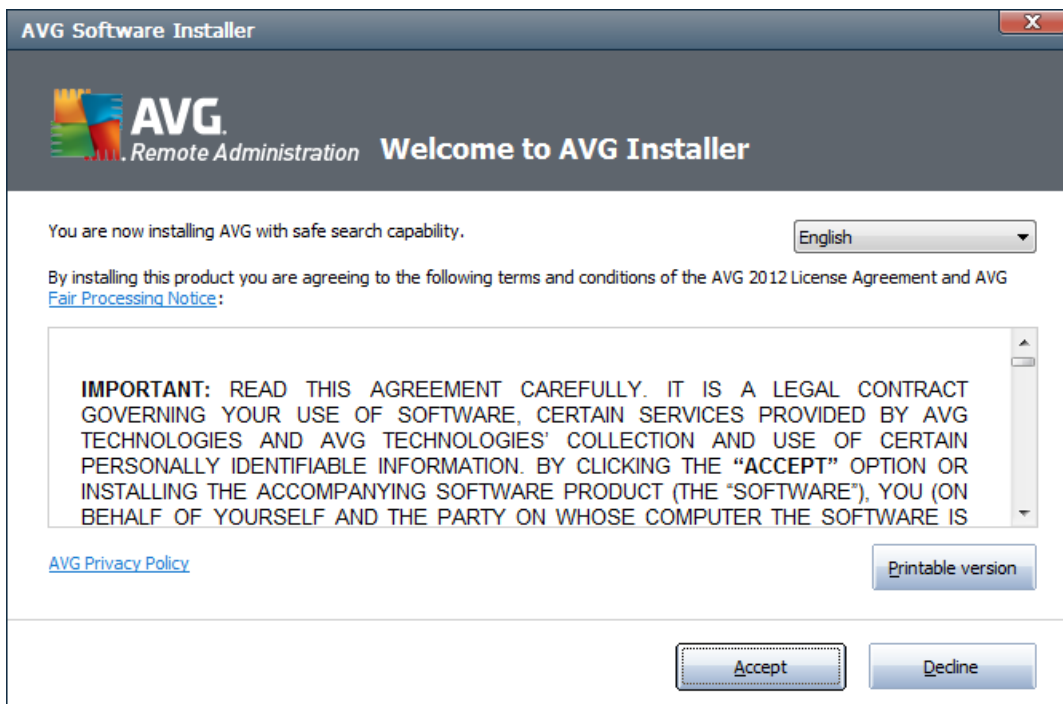 AVG Software Installer
AVG.
Remote Administration
Welcome to AVG Installer
You are now installing AVG with safe search capability.
English
By installing this product you are agreeing to the following terms and conditions of the AVG 2012 License Agreement and AVG
Fair Processing Notice:
IMPORTANT: READ THIS AGREEMENT CAREFULLY. IT IS A LEGAL CONTRACT
GOVERNING YOUR USE OF SOFTWARE, CERTAIN SERVICES PROVIDED BY AVG
TECHNOLOGIES AND AVG TECHNOLOGIES’ COLLECTION AND USE OF CERTAIN
PERSONALLY IDENTIFIABLE INFORMATION. BY CLICKING THE “ACCEPT” OPTION OR
INSTALLING THE ACCOMPANYING SOFTWARE PRODUCT (THE “SOFTWARE”), YOU (ON
BEHALF OF YOURSELF AND THE PARTY ON WHOSE COMPUTER THE SOFTWARE IS
AVG Privacy Policy
Printable version
Accept
Decline